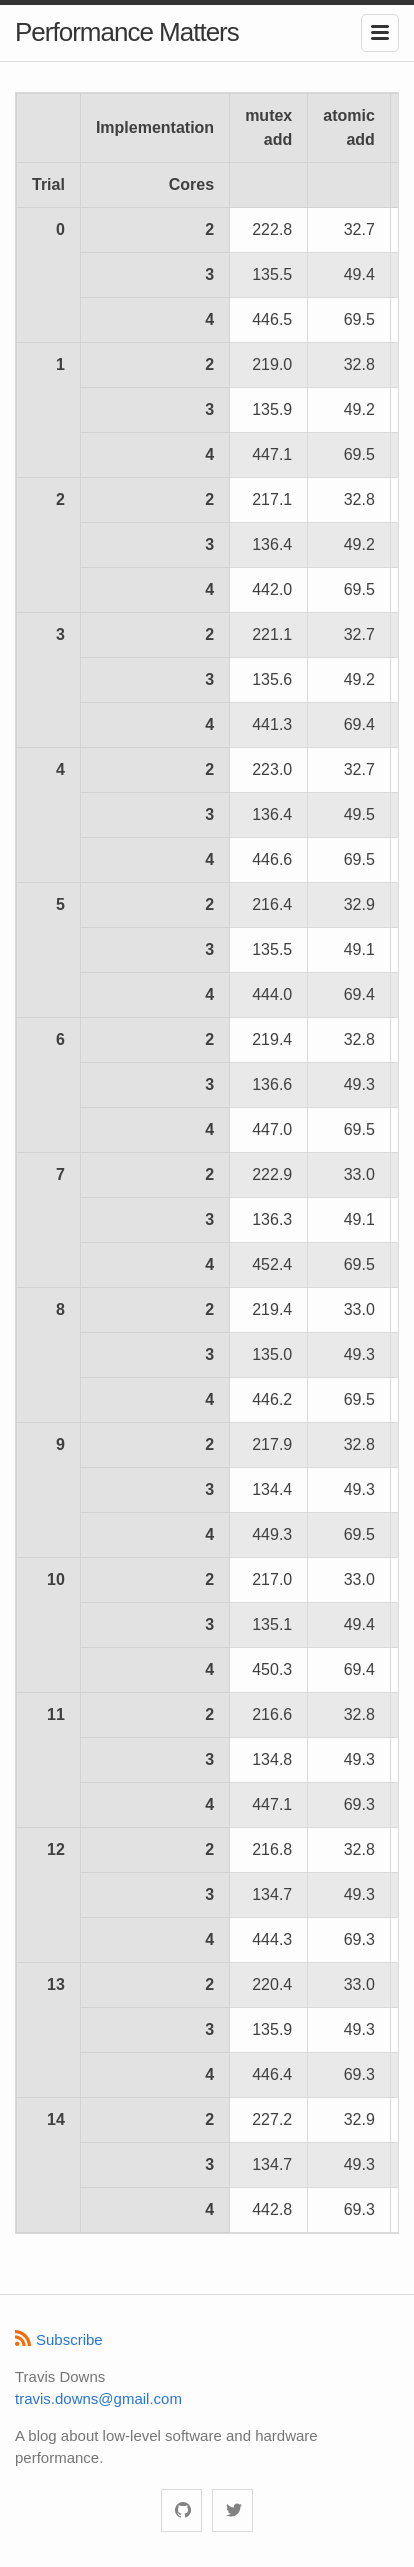 Performance Matters
Implementation mutex add atomic add
Trial Cores
0 2 222.8 32.7
3 135.5 49.4
4 446.5 69.5
1 2 219.0 32.8
3 135.9 49.2
4 447.1 69.5
2 2 217.1 32.8
3 136.4 49.2
4 442.0 69.5
3 2 221.1 32.7
3 135.6 49.2
4 441.3 69.4
4 2 223.0 32.7
3 136.4 49.5
4 446.6 69.5
5 2 216.4 32.9
3 135.5 49.1
4 444.0 69.4
6 2 219.4 32.8
3 136.6 49.3
4 447.0 69.5
7 2 222.9 33.0
3 136.3 49.1
4 452.4 69.5
8 2 219.4 33.0
3 135.0 49.3
4 446.2 69.5
9 2 217.9 32.8
3 134.4 49.3
4 449.3 69.5
10 2 217.0 33.0
3 135.1 49.4
4 450.3 69.4
11 2 216.6 32.8
3 134.8 49.3
4 447.1 69.3
12 2 216.8 32.8
3 134.7 49.3
4 444.3 69.3
13 2 220.4 33.0
3 135.9 49.3
4 446.4 69.3
14 2 227.2 32.9
3 134.7 49.3
4 442.8 69.3
Subscribe
Travis Downs
travis.downs@gmail.com
A blog about low-level software and hardware
performance.